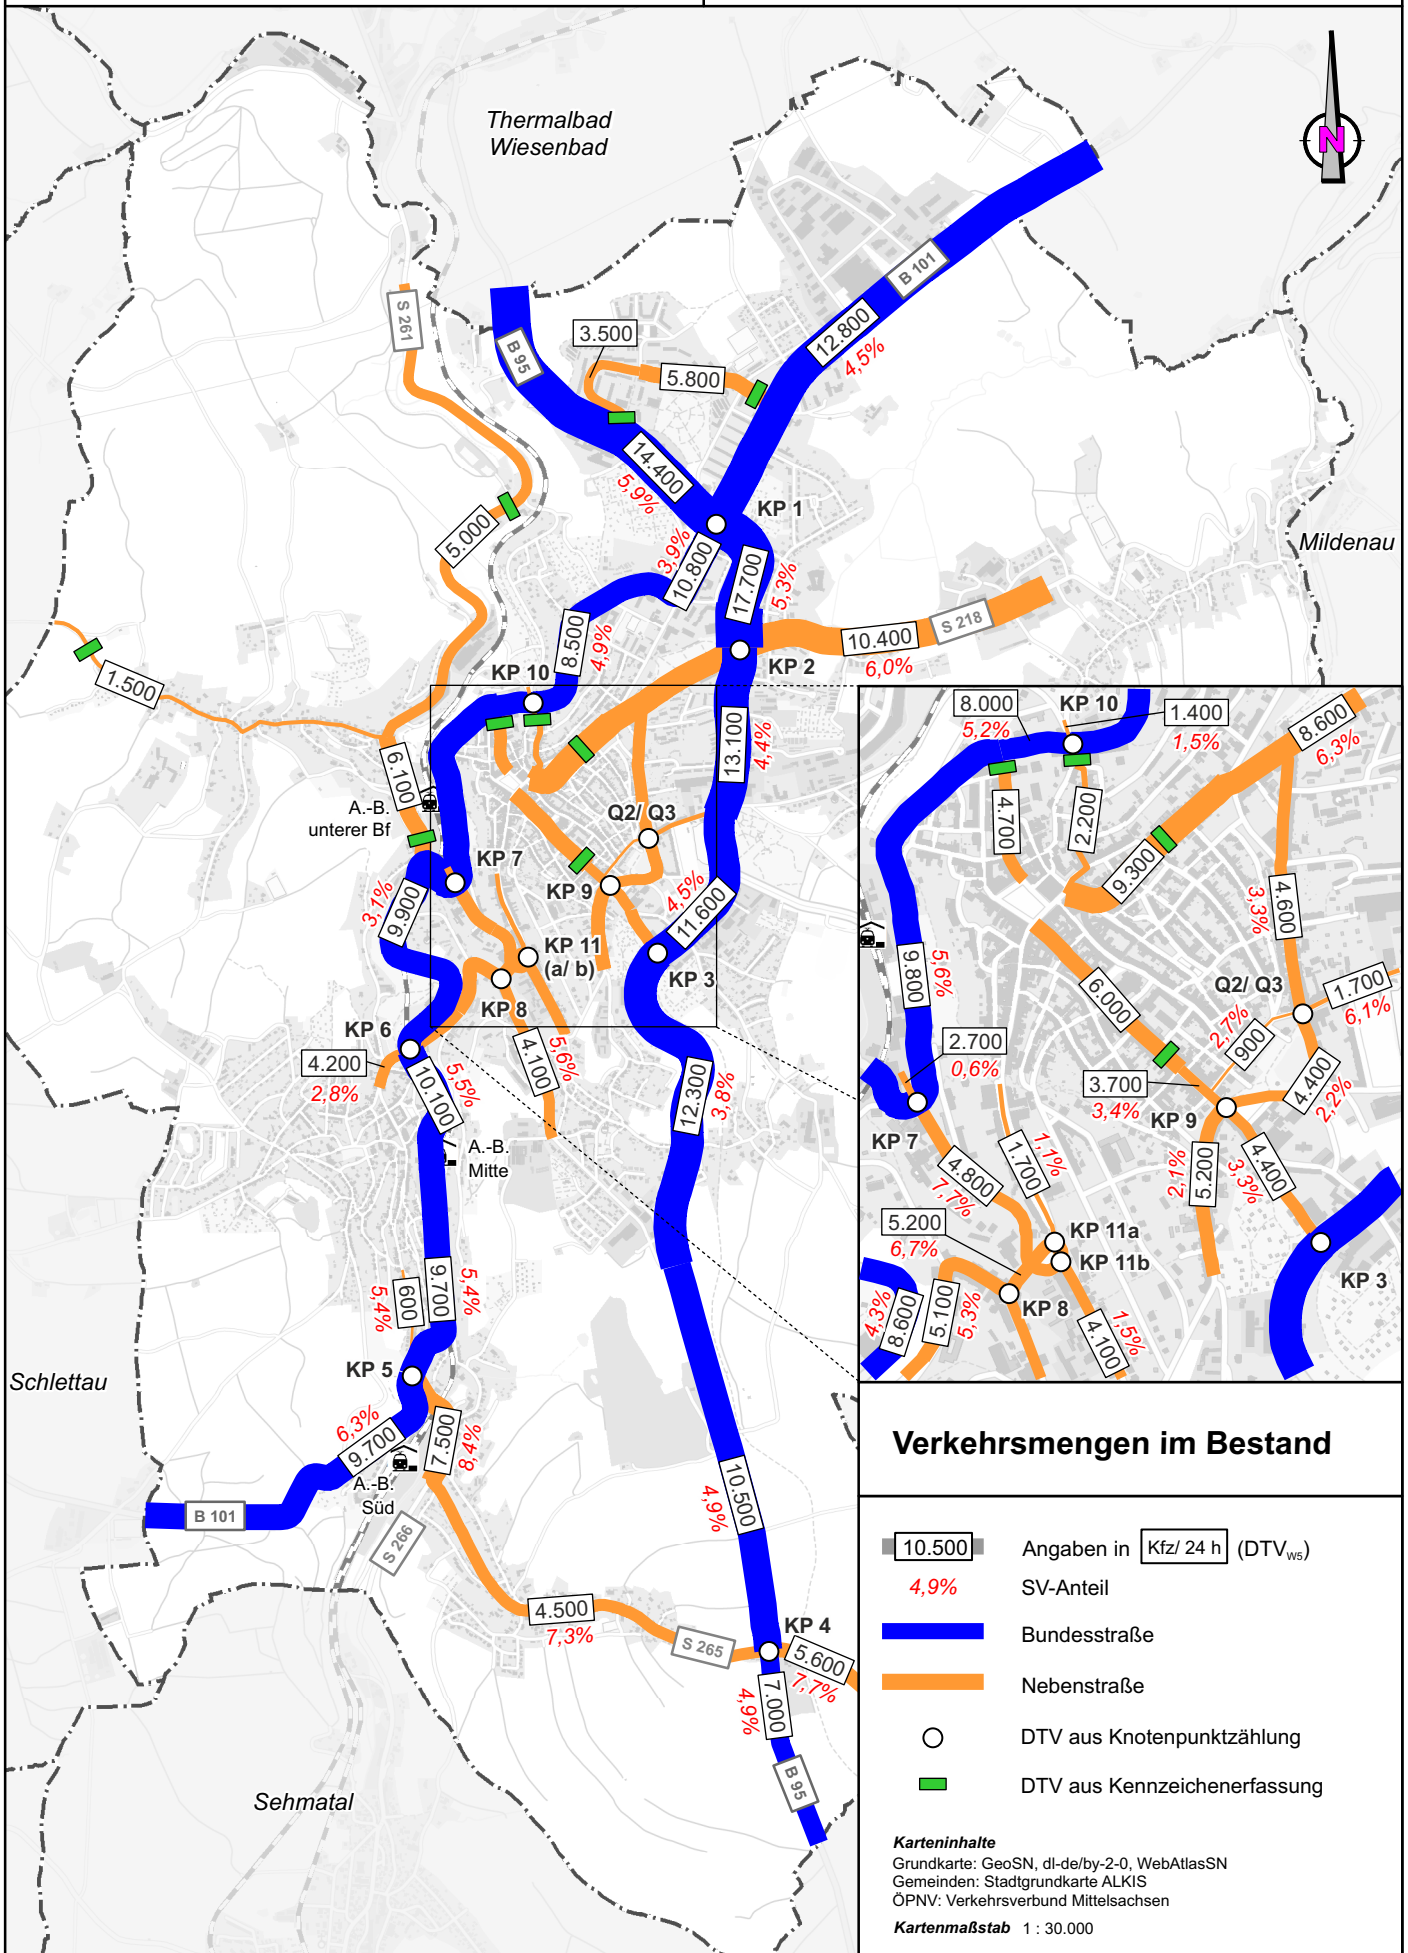 Thermalbad
Wiesenbad
N
B 101
S 261
B 95
3.500
12.800
4,5%
5.800
14.400
5,9%
KP 1
5.000
3,9%
10.800
Mildenau
17.700
5,3%
8.500
4,9%
10.400
S 218
6,0%
KP 2
KP 10
1.500
13.100
4,4%
6.100
A.-B.
unterer Bf
Q2/ Q3
KP 7
KP 9
4,5%
11.600
3,1%
9.900
KP 11
(a/ b)
KP 3
KP 8
KP 6
4.200
2,8%
5,5%
10.100
4.100
5,6%
12.300
3,8%
A.-B.
Mitte
9.700
5,4%
600
5,4%
KP 5
Schlettau
6,3%
9.700
7.500
8,4%
A.-B.
Süd
B 101
S 266
10.500
4,9%
4.500
7,3%
S 265
KP 4
5.600
7,7%
7.000
4,9%
B 95
Sehmatal
8.000
5,2%
KP 10
1.400
1,5%
8.600
6,3%
4.700
2.200
9.300
4.600
3,3%
9.800
5,6%
6.000
Q2/ Q3
1.700
6,1%
2,7%
900
2.700
0,6%
3.700
3,4%
KP 9
4.400
2,2%
KP 7
4.800
7,7%
1.700
1,1%
5.200
2,1%
4.400
3,3%
5.200
6,7%
KP 11a
KP 11b
KP 3
KP 8
4,3%
8.600
5.100
5,3%
4.100
1,5%
Verkehrsmengen im Bestand
10.500 Angaben in Kfz/ 24 h (DTVW5)
4,9% SV-Anteil
Bundesstraße
Nebenstraße
DTV aus Knotenpunktzählung
DTV aus Kennzeichenerfassung
Karteninhalte
Grundkarte: GeoSN, dl-de/by-2-0, WebAtlasSN
Gemeinden: Stadtgrundkarte ALKIS
ÖPNV: Verkehrsverbund Mittelsachsen
Kartenmaßstab 1 : 30.000